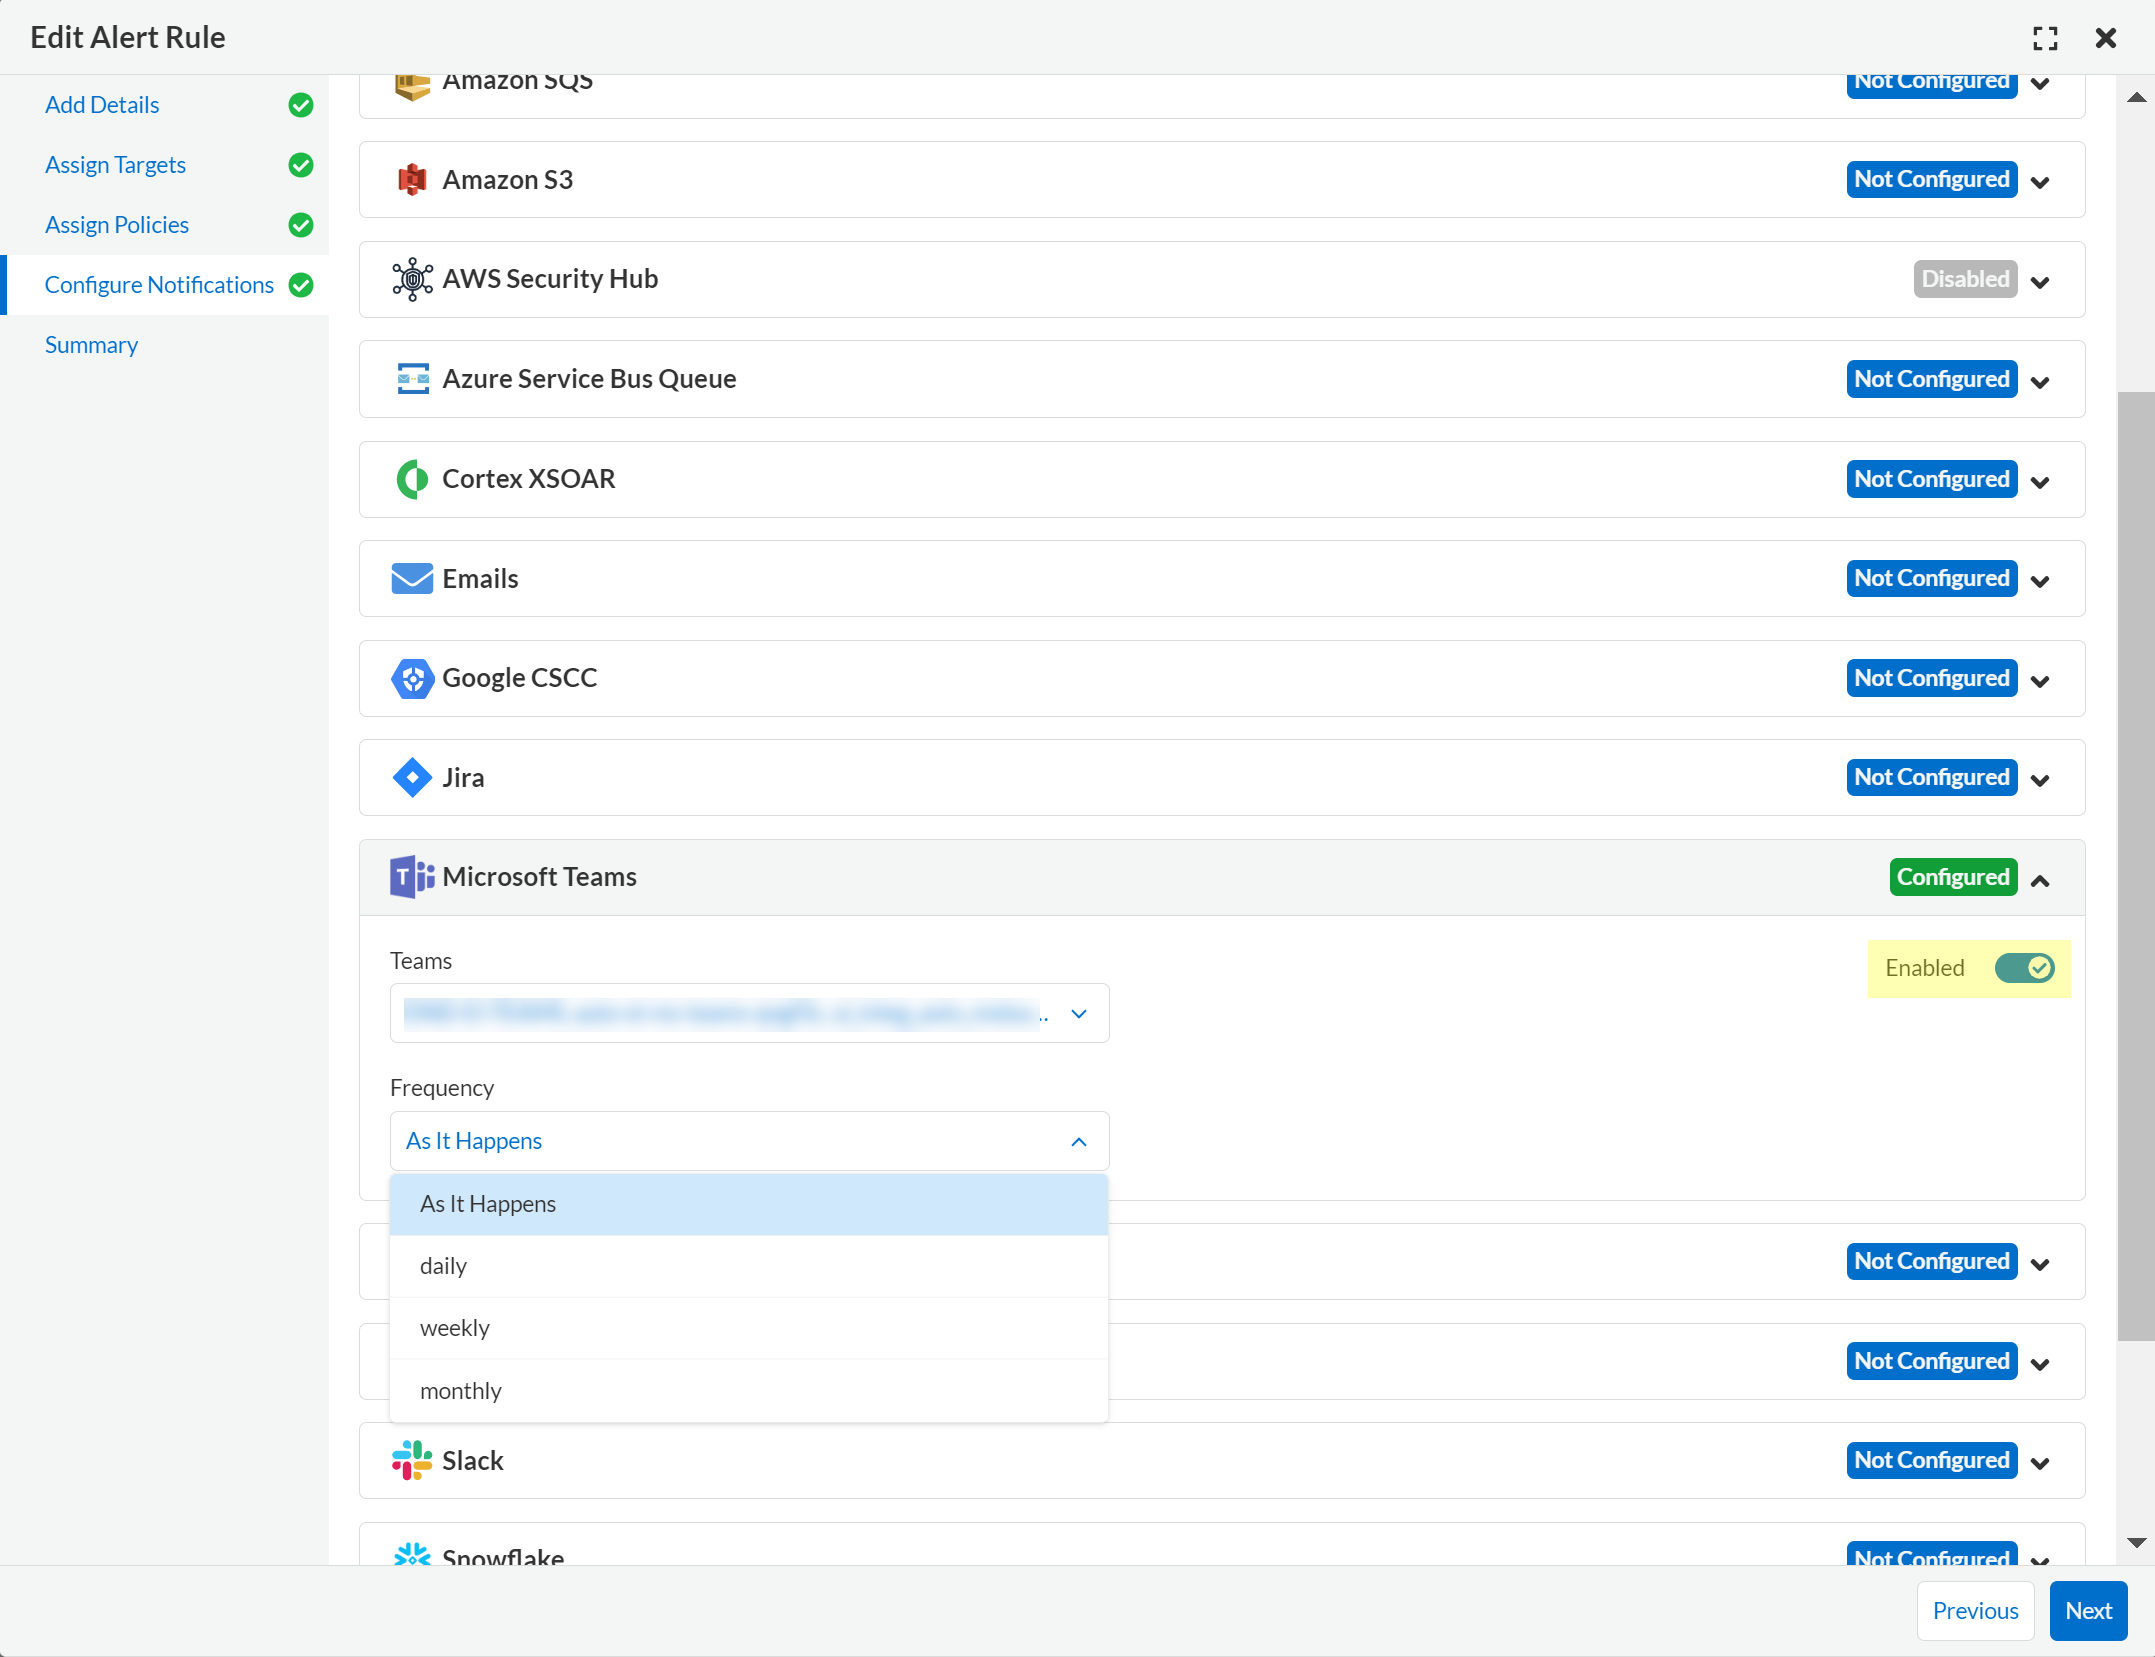 Edit Alert Rule
Add Details
Assign Targets
Assign Policies
Configure Notifications
Summary
Amazon SQS Not Configured
Amazon S3 Not Configured
AWS Security Hub Disabled
Azure Service Bus Queue Not Configured
Cortex XSOAR Not Configured
Emails Not Configured
Google CSCC Not Configured
Jira Not Configured
Microsoft Teams Configured
Teams
Enabled
Frequency
As It Happens
As It Happens
daily
weekly
monthly
Not Configured
Not Configured
Slack Not Configured
Snowflake Not Configured
Previous Next